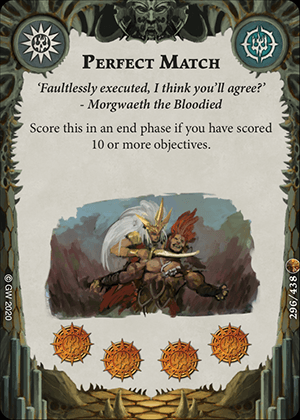 PERFECT MATCH
‘Faultlessly executed, I think you’ll agree?’
- Morgwaeth the Bloodied
Score this in an end phase if you have scored
10 or more objectives.
© GW 2020
296/438